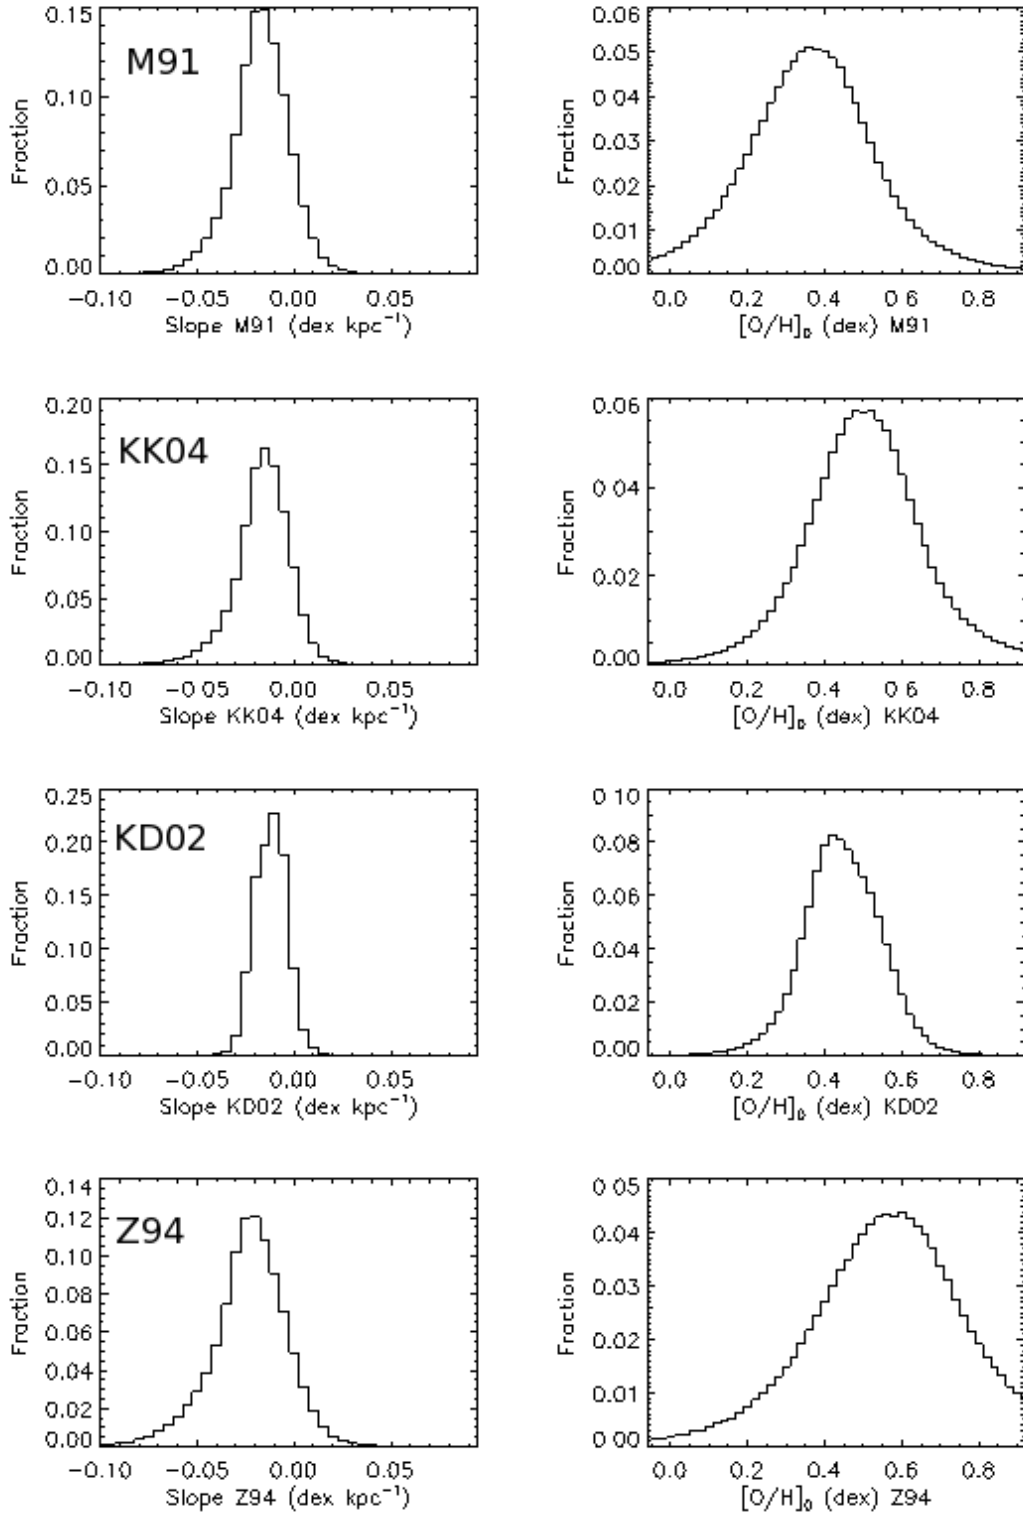 0.15
0.10
0.05
0.00
Fraction
M91
−0.10 −0.05 0.00 0.05
Slope M91 (dex kpc⁻¹)
0.06
0.05
0.04
0.03
0.02
0.01
0.00
Fraction
0.0 0.2 0.4 0.6 0.8
[O/H]₀ (dex) M91
0.20
0.15
0.10
0.05
0.00
Fraction
KK04
−0.10 −0.05 0.00 0.05
Slope KK04 (dex kpc⁻¹)
0.06
0.04
0.02
0.00
Fraction
0.0 0.2 0.4 0.6 0.8
[O/H]₀ (dex) KK04
0.25
0.20
0.15
0.10
0.05
0.00
Fraction
KD02
−0.10 −0.05 0.00 0.05
Slope KD02 (dex kpc⁻¹)
0.10
0.08
0.06
0.04
0.02
0.00
Fraction
0.0 0.2 0.4 0.6 0.8
[O/H]₀ (dex) KD02
0.14
0.12
0.10
0.08
0.06
0.04
0.02
0.00
Fraction
Z94
−0.10 −0.05 0.00 0.05
Slope Z94 (dex kpc⁻¹)
0.05
0.04
0.03
0.02
0.01
0.00
Fraction
0.0 0.2 0.4 0.6 0.8
[O/H]₀ (dex) Z94